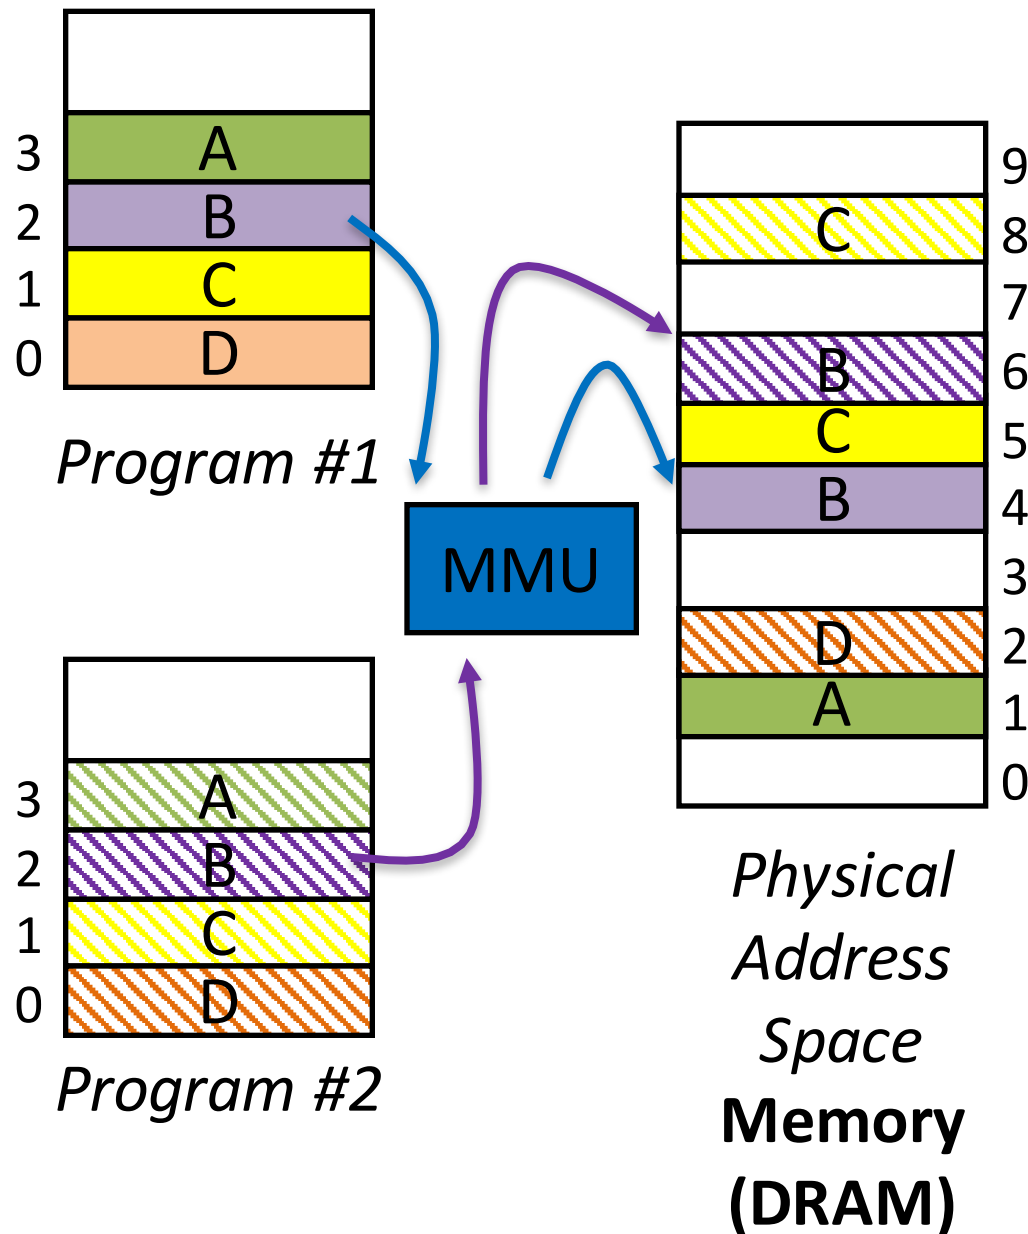 3 A
2 B
1 C
0 D
Program #1
MMU
3 A
2 B
1 C
0 D
Program #2
9
C 8
7
B 6
C 5
B 4
3
D 2
A 1
0
Physical
Address
Space
Memory
(DRAM)